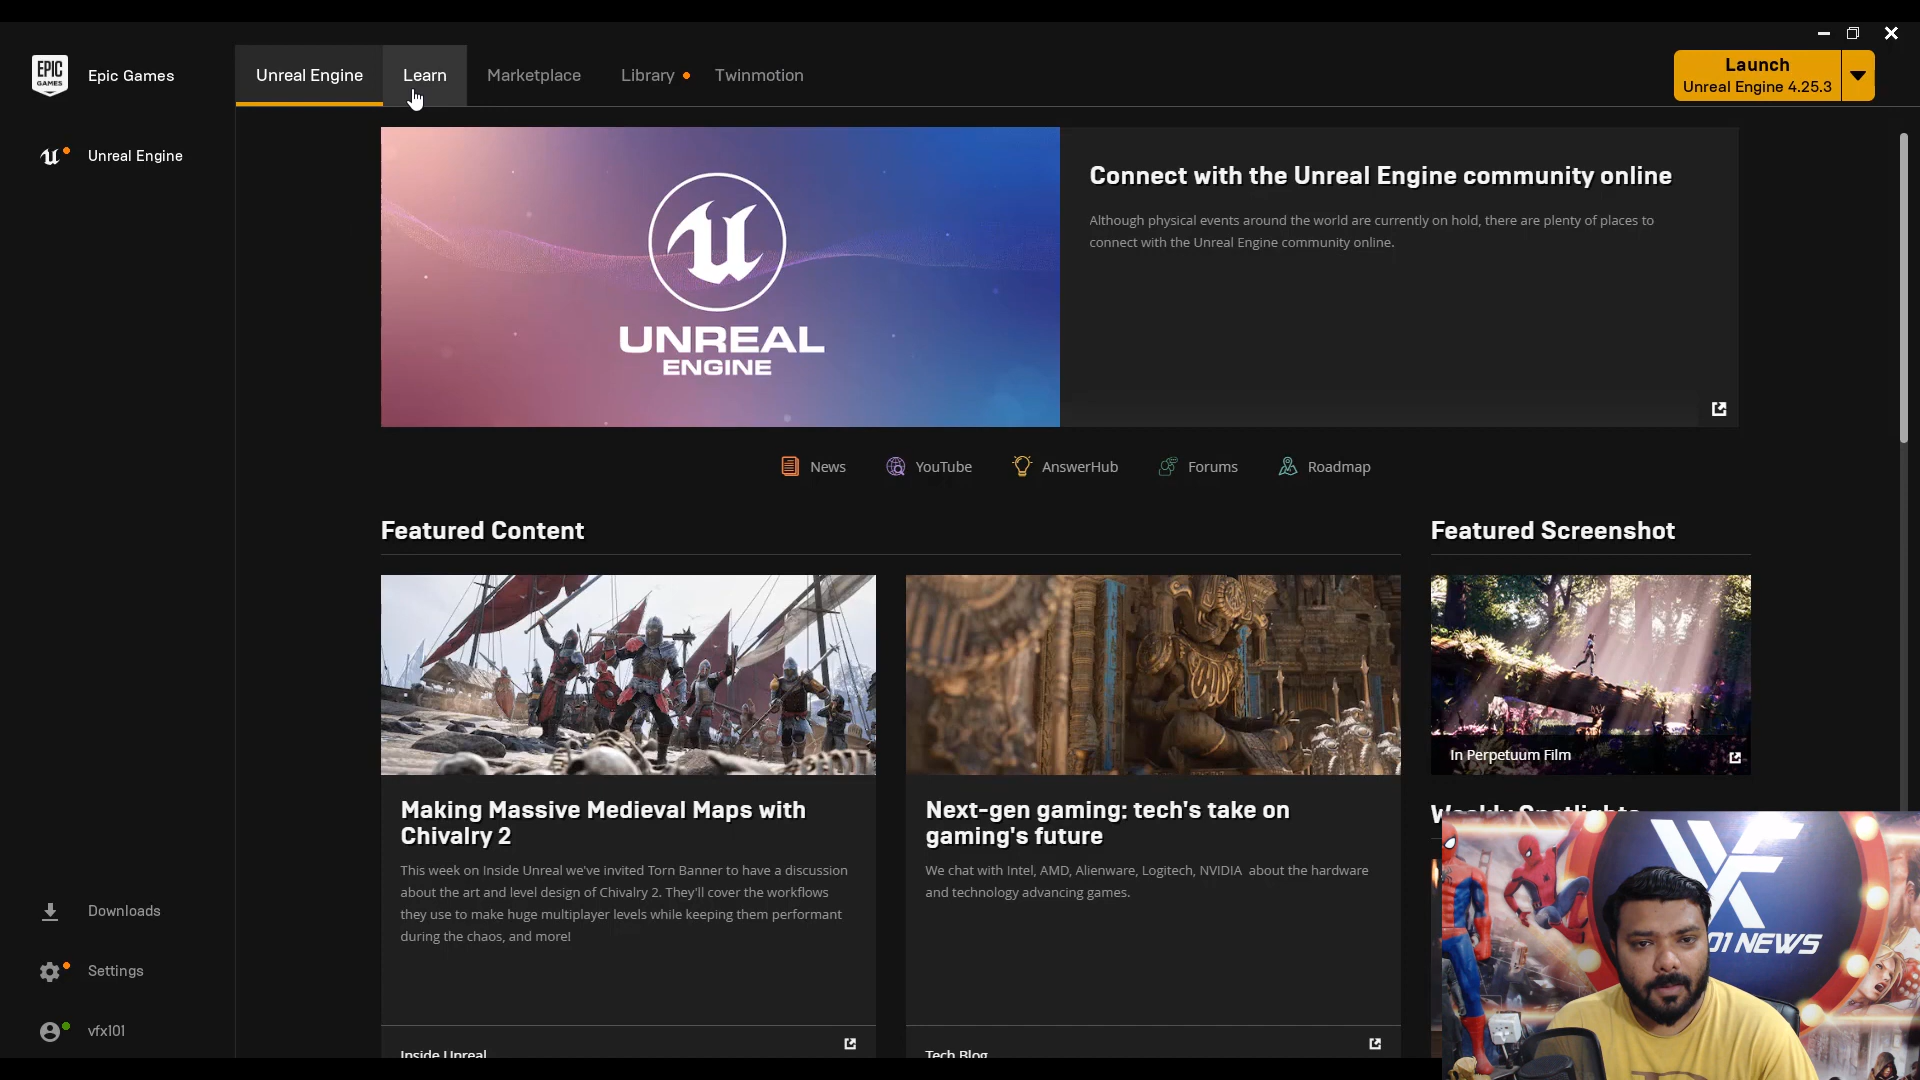 EPIC
GAMES
Epic Games
Unreal Engine
Learn
Marketplace
Library
Twinmotion
Launch
Unreal Engine 4.25.3
Unreal Engine
UNREAL
ENGINE
Connect with the Unreal Engine community online
Although physical events around the world are currently on hold, there are plenty of places to
connect with the Unreal Engine community online.
News
YouTube
AnswerHub
Forums
Roadmap
Featured Content
Featured Screenshot
In Perpetuum Film
Making Massive Medieval Maps with
Chivalry 2
This week on Inside Unreal we've invited Torn Banner to have a discussion
about the art and level design of Chivalry 2. They'll cover the workflows
they use to make huge multiplayer levels while keeping them performant
during the chaos, and more!
Inside Unreal
Next-gen gaming: tech's take on
gaming's future
We chat with Intel, AMD, Alienware, Logitech, NVIDIA about the hardware
and technology advancing games.
Tech Blog
Weekly Spotlights
01 NEWS
Downloads
Settings
vfx101